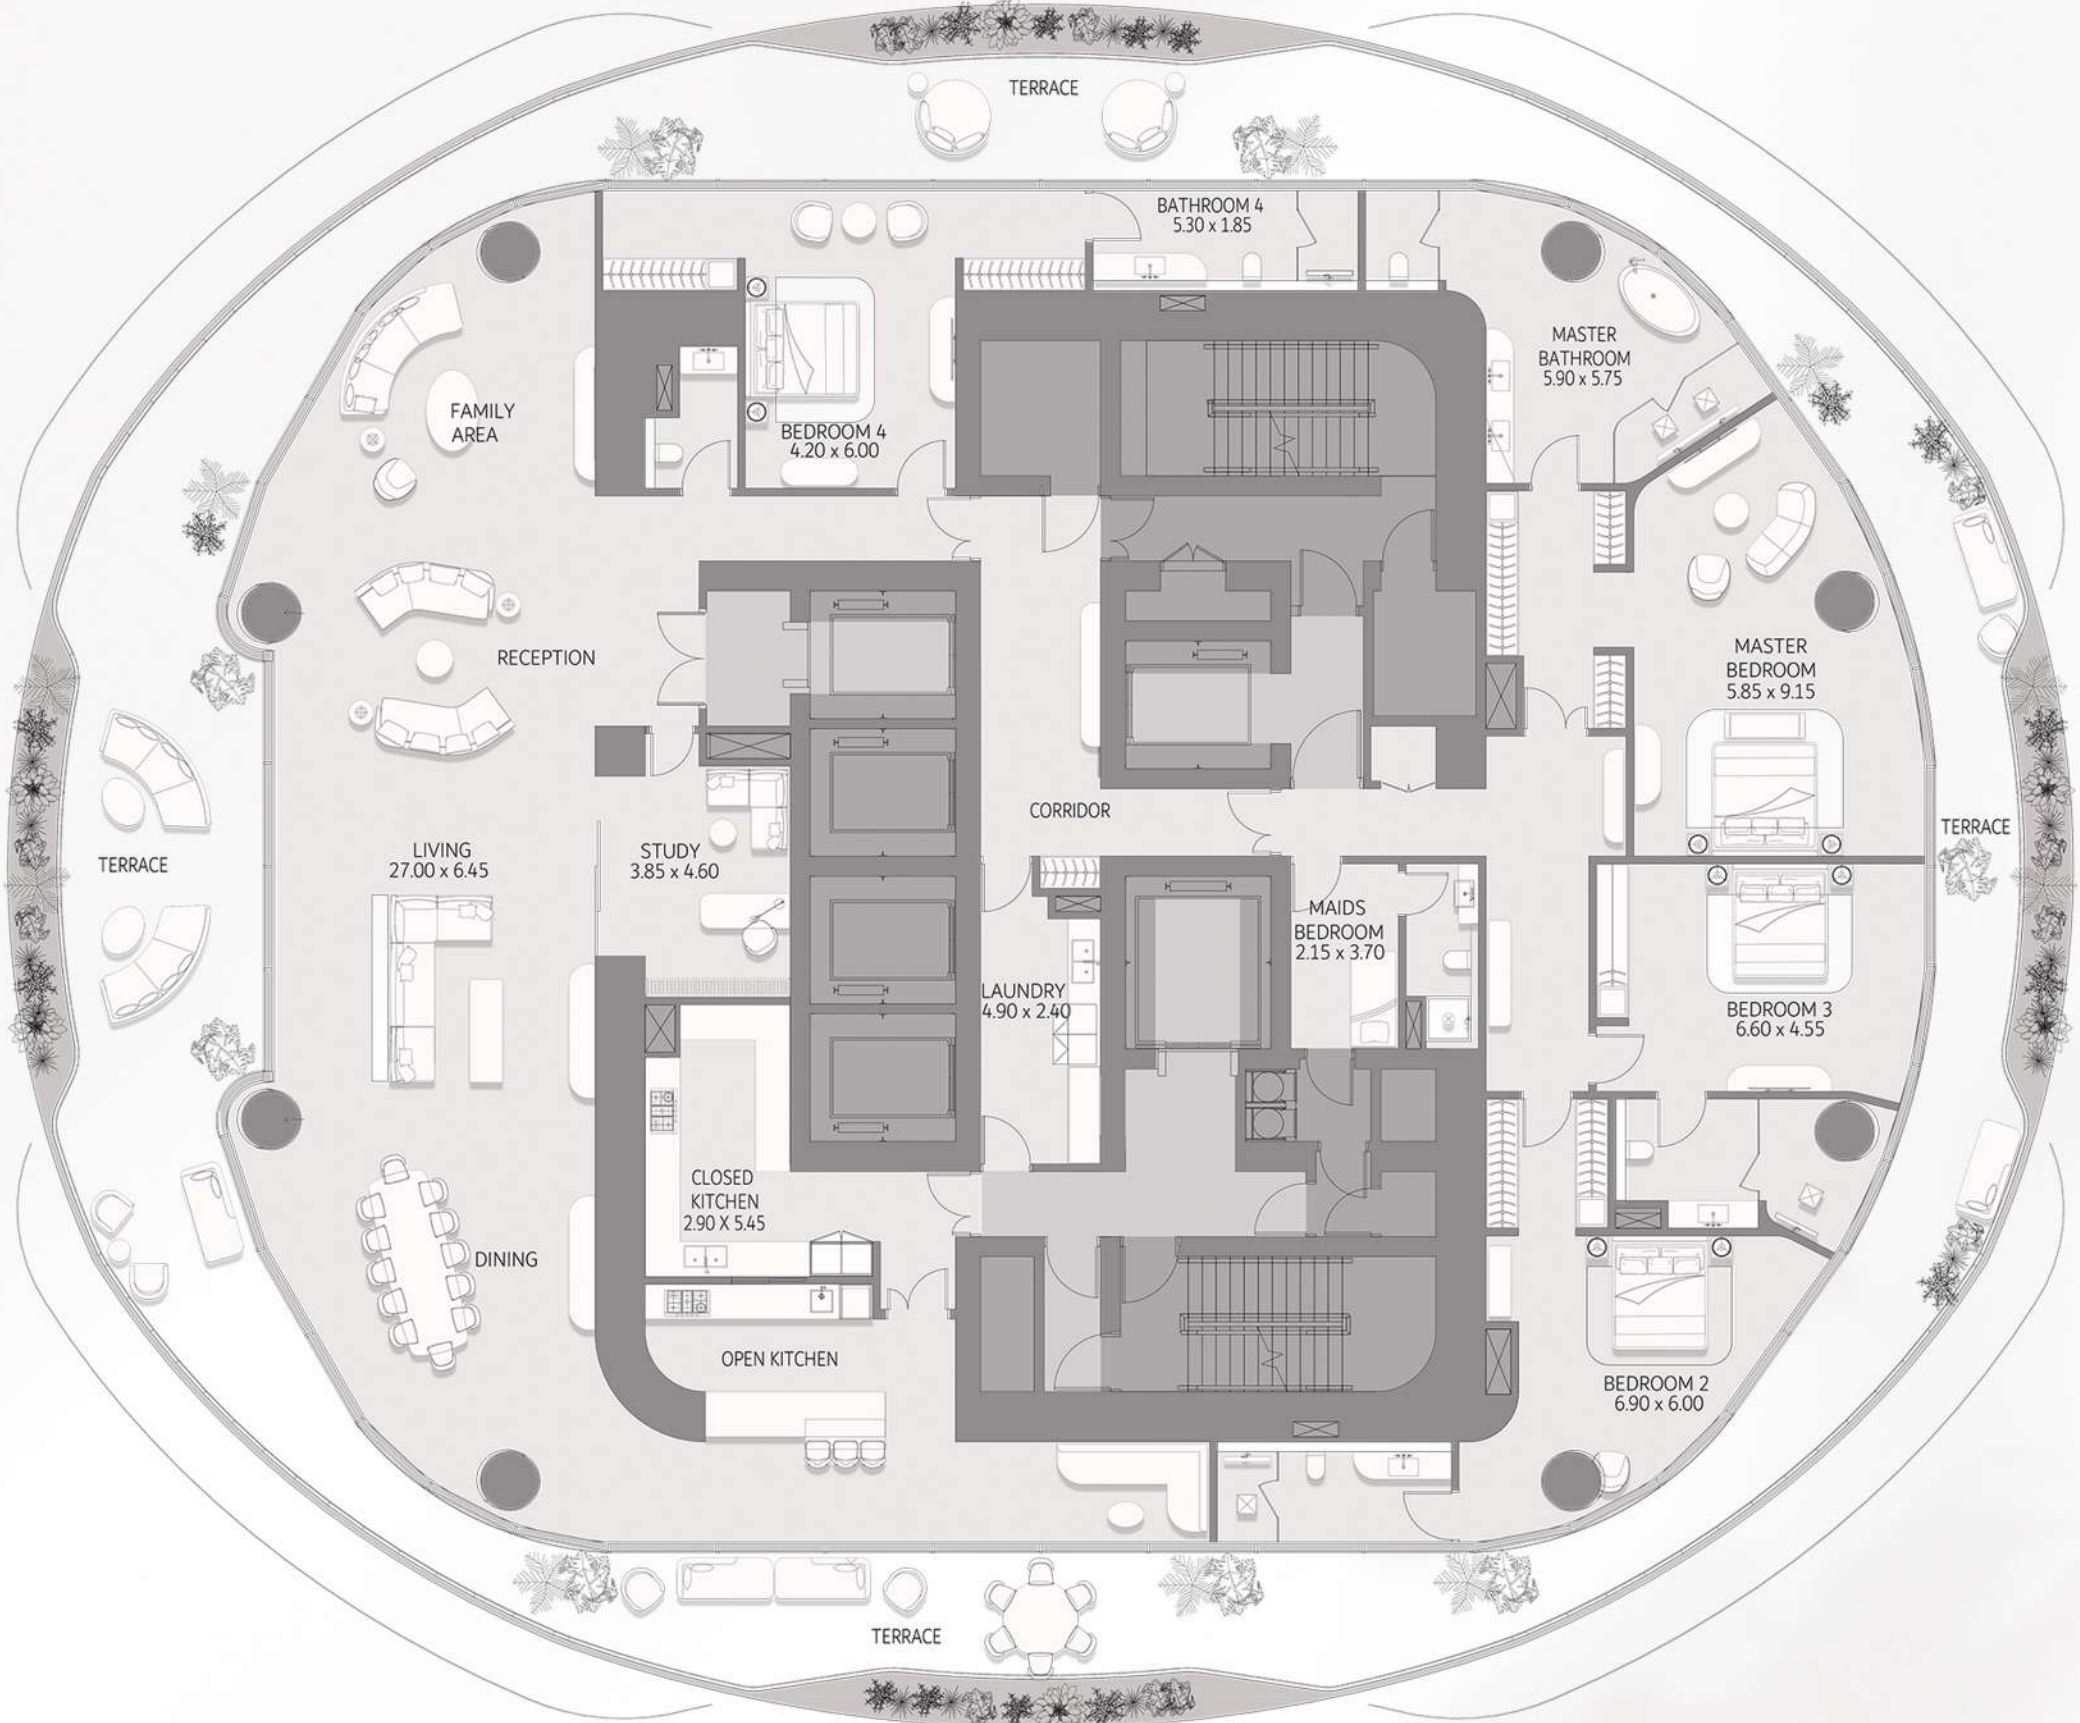 TERRACE
BATHROOM 4
5.30 x 1.85
MASTER
BATHROOM
5.90 x 5.75
FAMILY
AREA
BEDROOM 4
4.20 x 6.00
RECEPTION
MASTER
BEDROOM
5.85 x 9.15
CORRIDOR
LIVING
27.00 x 6.45
STUDY
3.85 x 4.60
TERRACE
TERRACE
MAIDS
BEDROOM
2.15 x 3.70
LAUNDRY
4.90 x 2.40
BEDROOM 3
6.60 x 4.55
CLOSED
KITCHEN
2.90 X 5.45
DINING
OPEN KITCHEN
BEDROOM 2
6.90 x 6.00
TERRACE